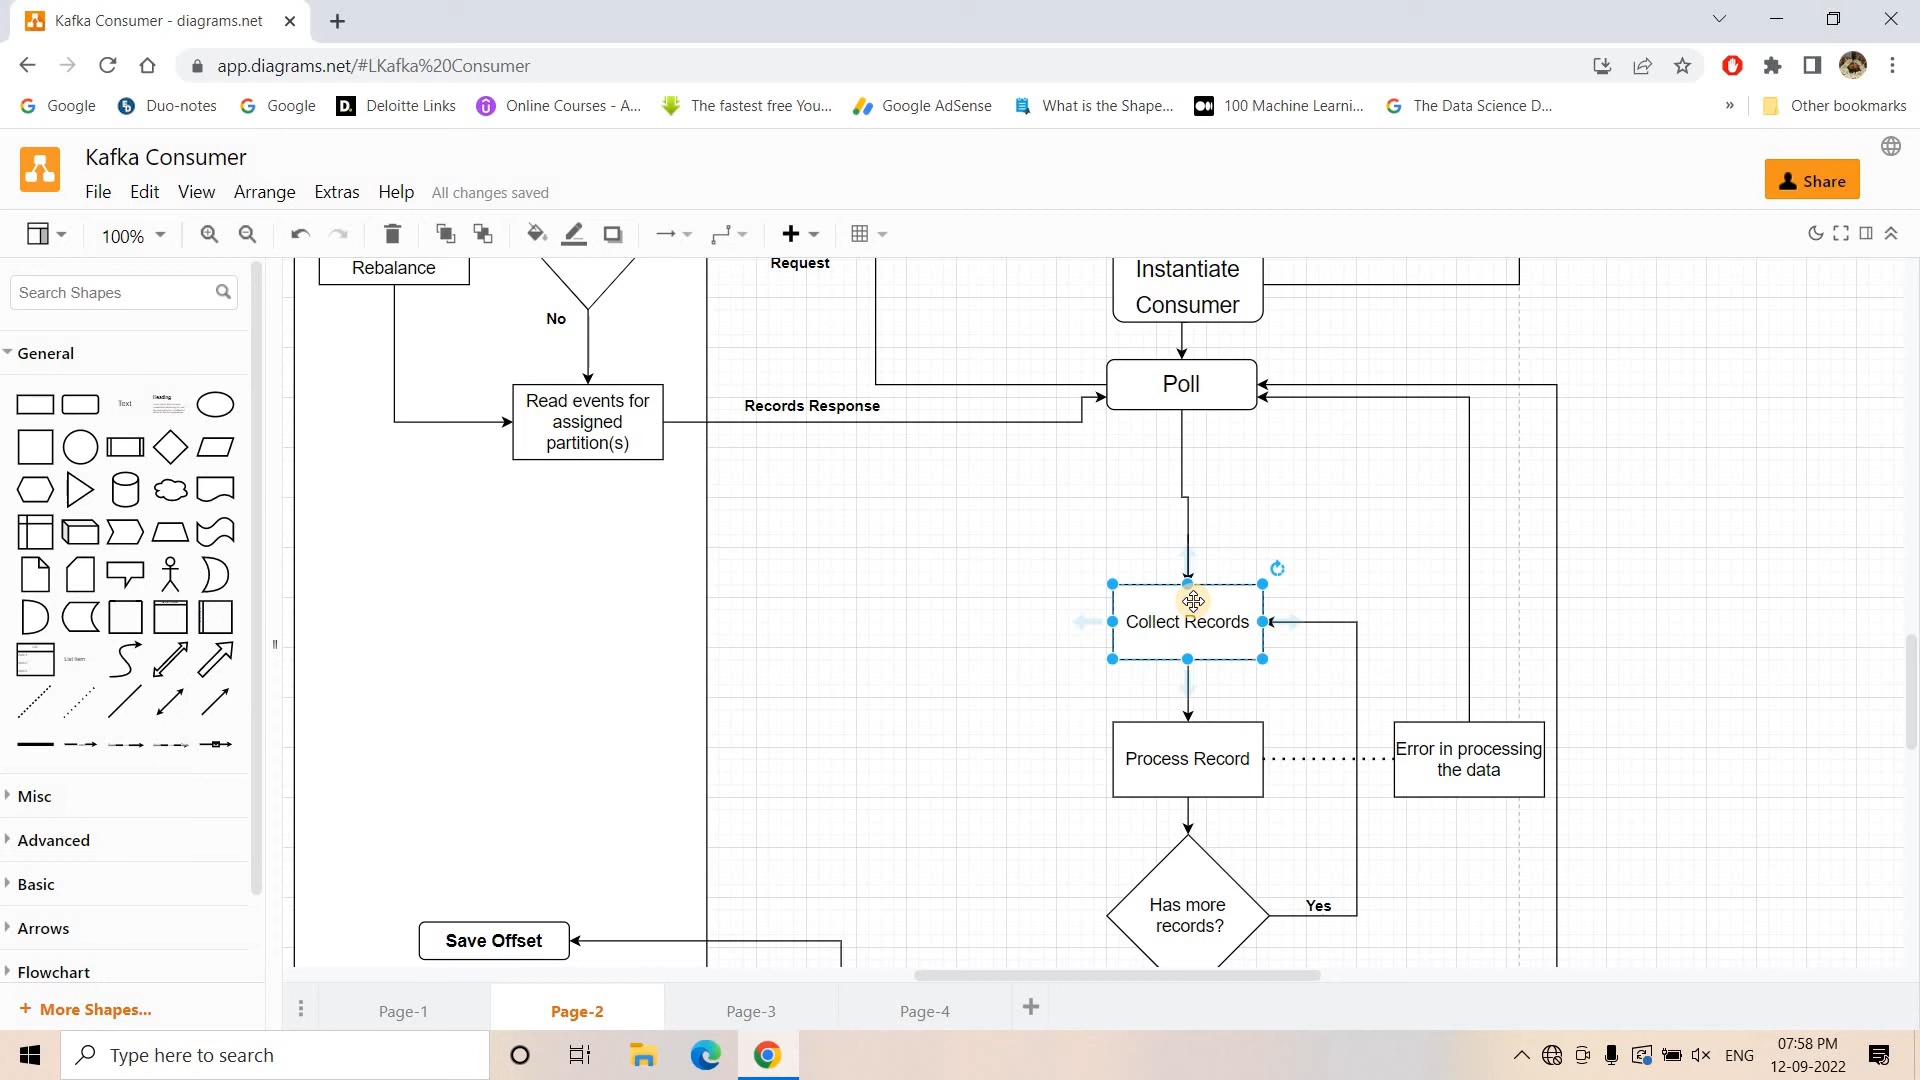 Kafka Consumer - diagrams.net
app.diagrams.net/#LKafka%20Consumer
Google
Duo-notes
Google
Deloitte Links
Online Courses - A...
The fastest free You...
Google AdSense
What is the Shape...
100 Machine Learni...
The Data Science D...
»
Other bookmarks
Kafka Consumer
File
Edit
View
Arrange
Extras
Help
All changes saved
Share
100%
Search Shapes
General
Text
Heading
List Item
Misc
Advanced
Basic
Arrows
Flowchart
+ More Shapes...
Rebalance
No
Read events for
assigned
partition(s)
Request
Records Response
Instantiate
Consumer
Poll
Collect Records
Process Record
Error in processing
the data
Has more
records?
Yes
Save Offset
Page-1
Page-2
Page-3
Page-4
Type here to search
ENG
07:58 PM
12-09-2022